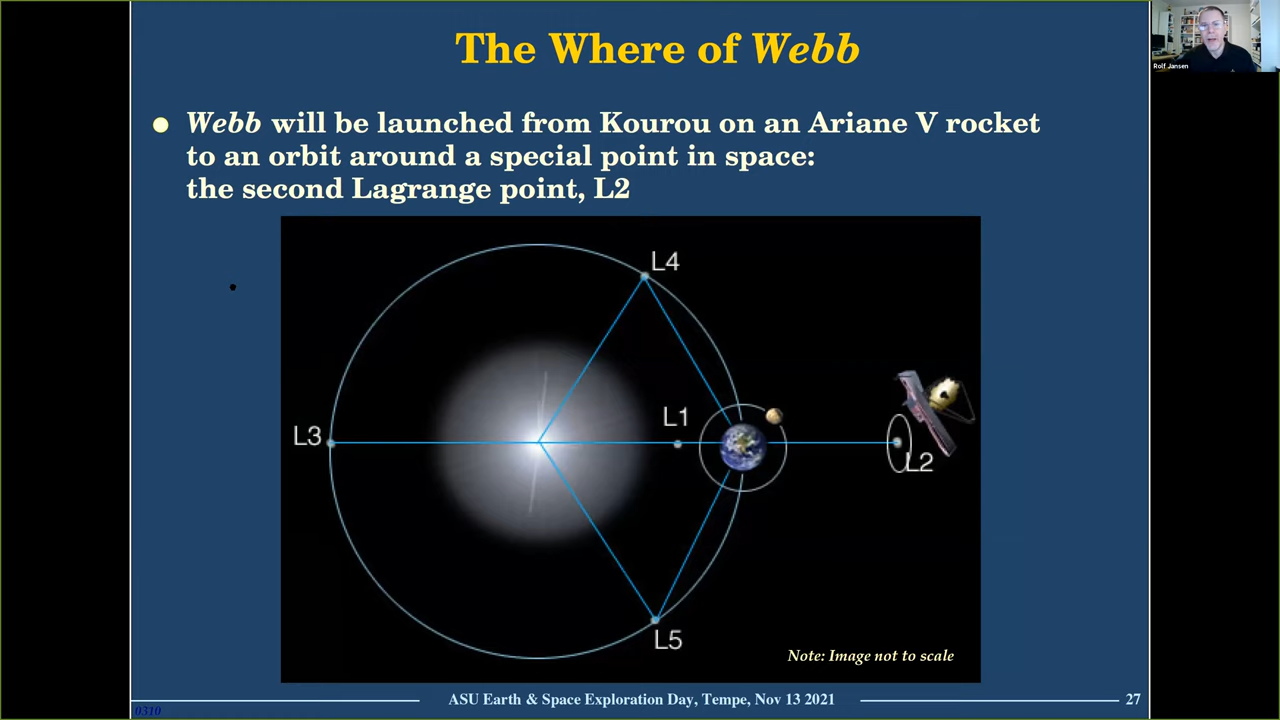 The Where of Webb
Rolf Jansen
● Webb will be launched from Kourou on an Ariane V rocket
to an orbit around a special point in space:
the second Lagrange point, L2
L4
L3
L1
L2
L5
Note: Image not to scale
ASU Earth & Space Exploration Day, Tempe, Nov 13 2021
27
0310